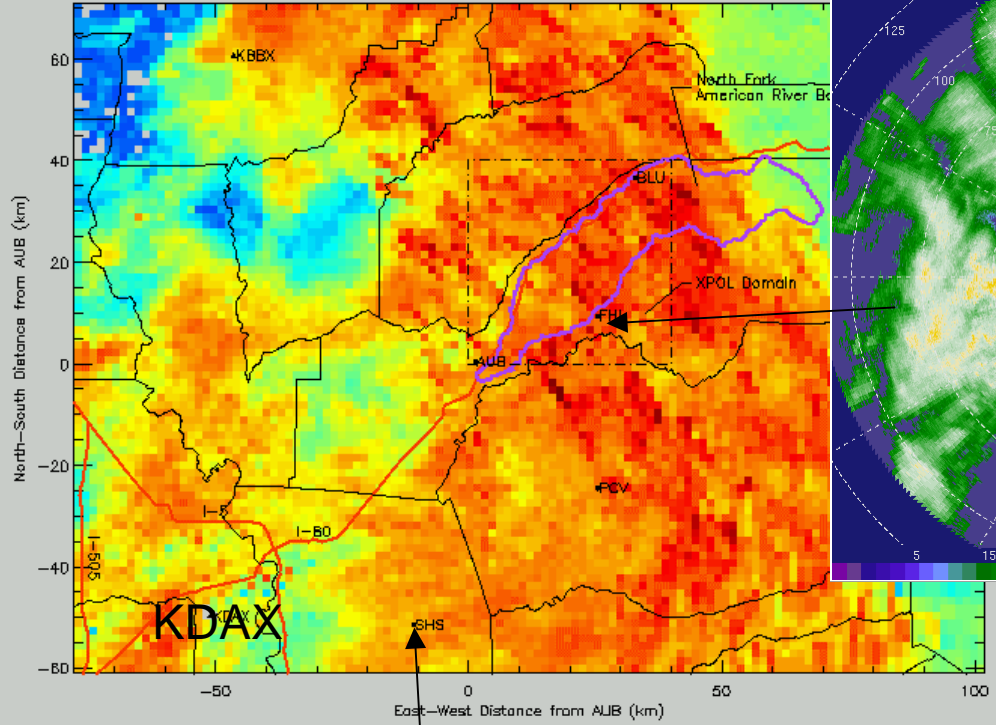 60
40
20
0
−20
−40
−60
North−South Distance from AUB (km)
KBBX
North Fork
American River Ba
BLU
XPOL Domain
FHL
AUB
PCV
I−5
I−80
I−505
KDAX
SHS
−50
0
50
100
East−West Distance from AUB (km)
125
100
75
5
15